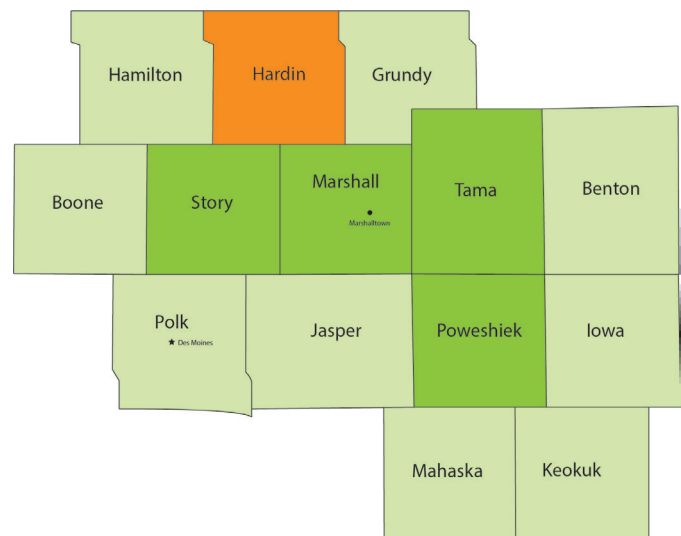 Hamilton
Hardin
Grundy
Boone
Story
Marshall
Marshalltown
Tama
Benton
Polk
Des Moines
Jasper
Poweshiek
Iowa
Mahaska
Keokuk